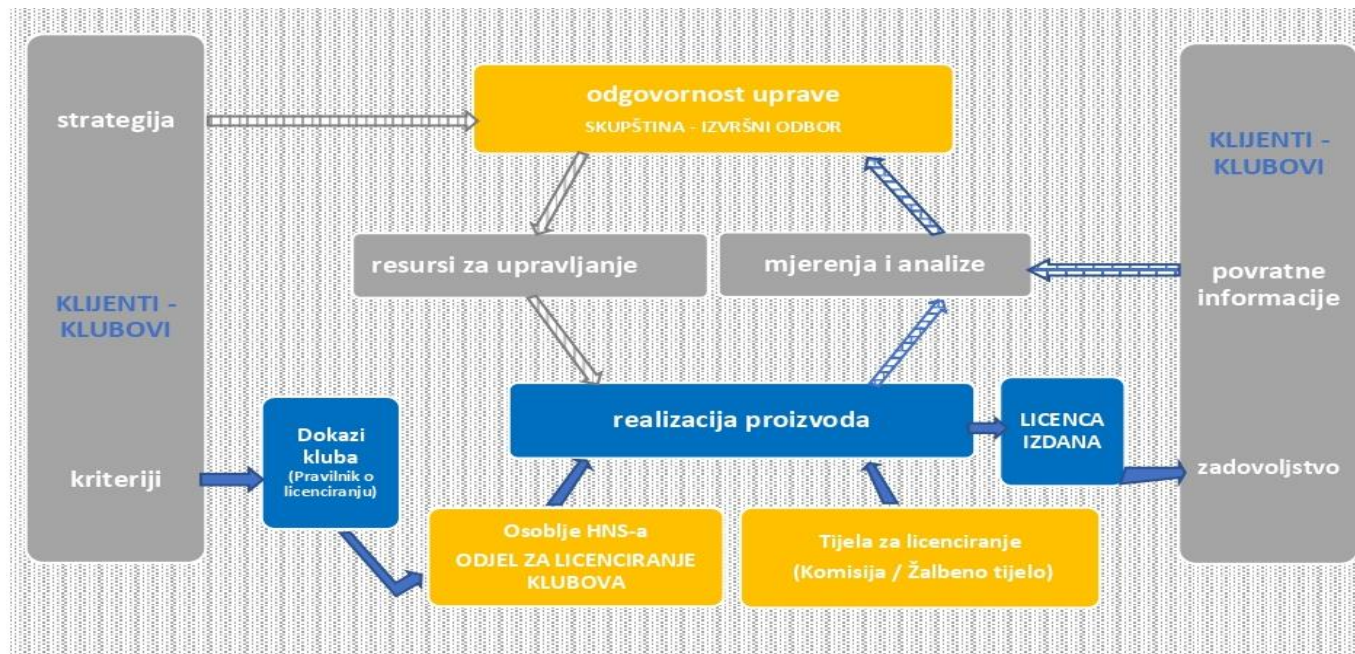 strategija
KLIJENTI -
KLUBOVI
kriteriji
odgovornost uprave
SKUPŠTINA - IZVRŠNI ODBOR
resursi za upravljanje
mjerenja i analize
Dokazi
kluba
(Pravilnik o
licenciranju)
realizacija proizvoda
LICENCA
IZDANA
Osoblje HNS-a
ODJEL ZA LICENCIRANJE
KLUBOVA
Tijela za licenciranje
(Komisija / Žalbeno tijelo)
KLIJENTI -
KLUBOVI
povratne
informacije
zadovoljstvo